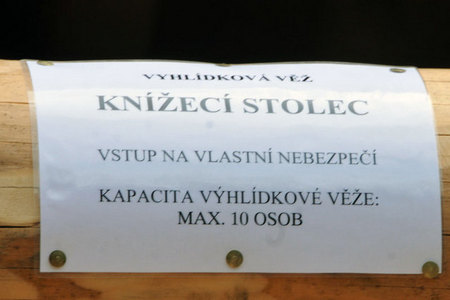 VYHLÍDKOVÁ VĚŽ
KNÍŽECÍ STOLEC
VSTUP NA VLASTNÍ NEBEZPEČÍ
KAPACITA VÝHLÍDKOVÉ VĚŽE:
MAX. 10 OSOB